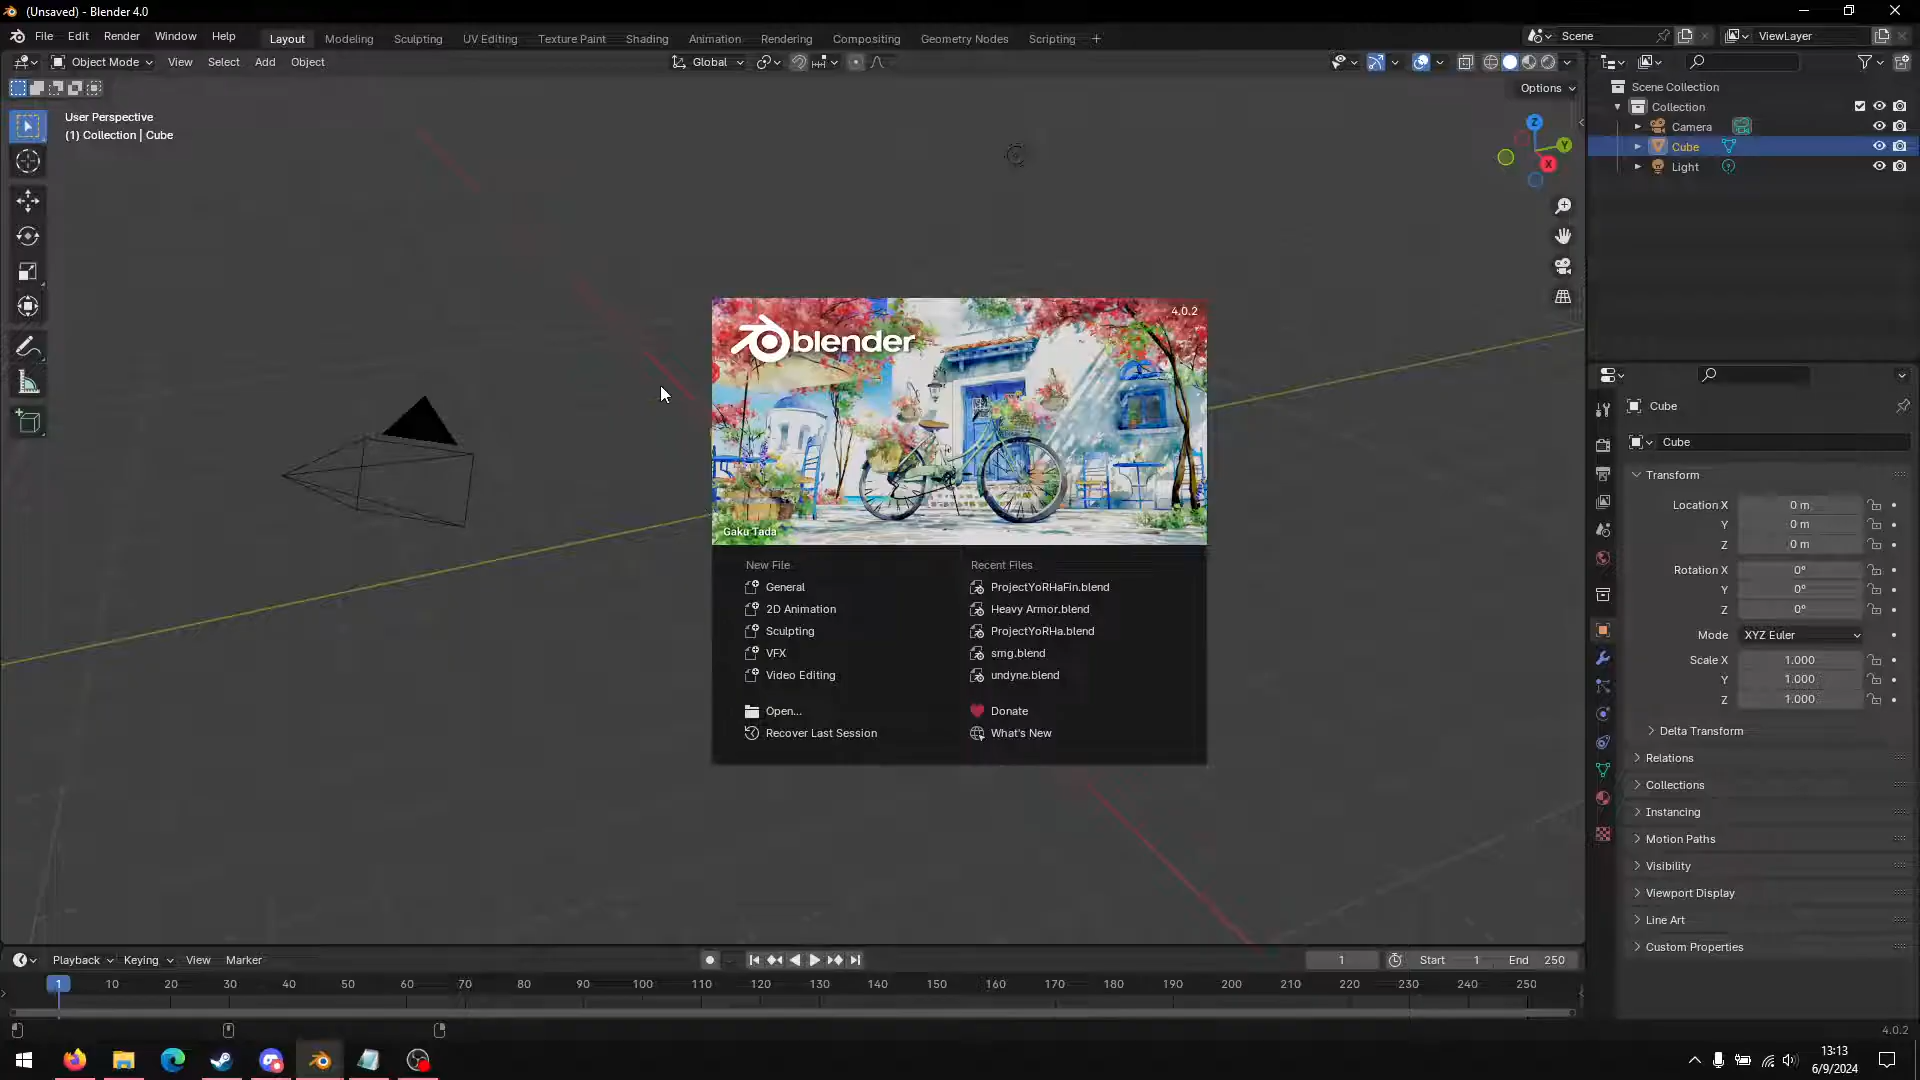 (Unsaved) - Blender 4.0
File Edit Render Window Help
Layout Modeling Sculpting UV Editing Texture Paint Shading Animation Rendering Compositing Geometry Nodes Scripting +
Scene
ViewLayer
Object Mode View Select Add Object
Global
Options
User Perspective
(1) Collection | Cube
Z
Y
X
Scene Collection
Collection
Camera
Cube
Light
blender
4.0.2
Gaku Tada
New File
General
2D Animation
Sculpting
VFX
Video Editing
Open...
Recover Last Session
Recent Files
ProjectYoRHaFin.blend
Heavy Armor.blend
ProjectYoRHa.blend
smg.blend
undyne.blend
Donate
What's New
Cube
Cube
Transform
Location X 0 m
Y 0 m
Z 0 m
Rotation X 0°
Y 0°
Z 0°
Mode XYZ Euler
Scale X 1.000
Y 1.000
Z 1.000
Delta Transform
Relations
Collections
Instancing
Motion Paths
Visibility
Viewport Display
Line Art
Custom Properties
Playback Keying View Marker
1 Start 1 End 250
1 10 20 30 40 50 60 70 80 90 100 110 120 130 140 150 160 170 180 190 200 210 220 230 240 250
4.0.2
13:13
6/9/2024